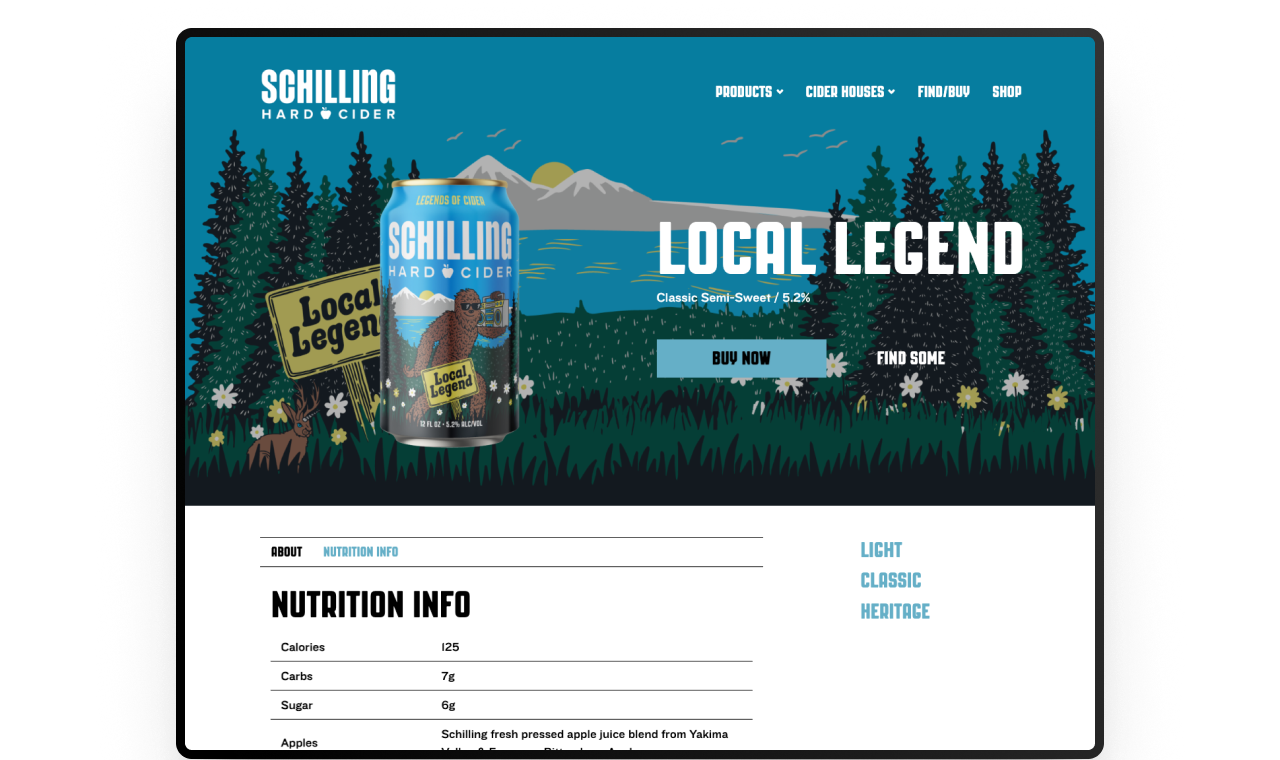 SCHILLING
HARD CIDER
PRODUCTS
CIDER HOUSES
FIND/BUY
SHOP
LEGENDS OF CIDER
SCHILLING
HARD CIDER
Local
Legend
12 FL OZ • 5.2% ALC/VOL
Local
Legen
LOCAL LEGEND
Classic Semi-Sweet / 5.2%
BUY NOW
FIND SOME
ABOUT
NUTRITION INFO
LIGHT
CLASSIC
HERITAGE
NUTRITION INFO
Calories 125
Carbs 7g
Sugar 6g
Apples Schilling fresh pressed apple juice blend from Yakima